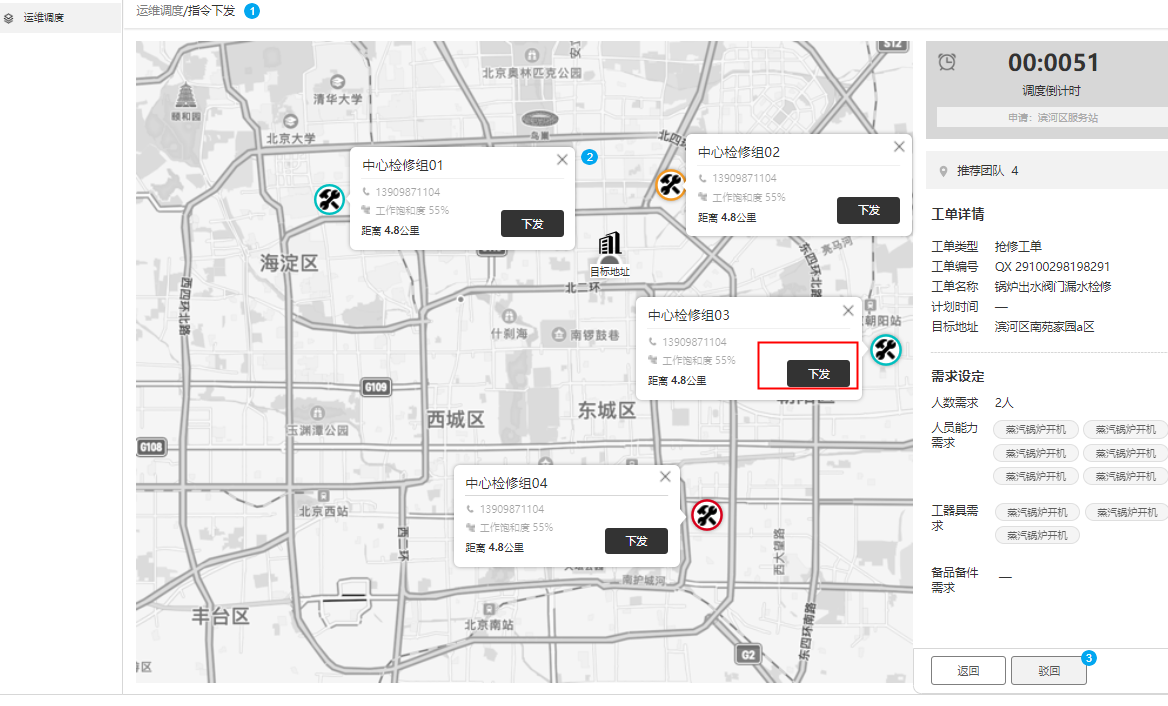 运维调度
运维调度/指令下发 1
S12
北京奥林匹克公园
清华大学
颐和园
北京大学
鸟巢
北四环
中心检修组01
13909871104
工作饱和度 55%
距离 4.8公里
下发
2
中心检修组02
13909871104
工作饱和度 55%
距离 4.8公里
下发
海淀区
目标地址
北二环
亮马河
东四环北路
西四环北路
什刹海
南锣鼓巷
朝阳站
中心检修组03
13909871104
工作饱和度 55%
距离 4.8公里
下发
G109
玉渊潭公园
西城区
东城区
朝阳区
G108
北京西站
西二环
中心检修组04
13909871104
工作饱和度 55%
距离 4.8公里
下发
西大望路
南护城河
丰台区
北京南站
东四环南路
G2
00:0051
调度倒计时
申请：滨河区服务站
推荐团队 4
工单详情
工单类型 抢修工单
工单编号 QX 29100298198291
工单名称 锅炉出水阀门漏水检修
计划时间 —
目标地址 滨河区南苑家园a区
需求设定
人数需求 2人
人员能力需求
蒸汽锅炉开机 蒸汽锅炉开机
蒸汽锅炉开机 蒸汽锅炉开机
蒸汽锅炉开机 蒸汽锅炉开机
工器具需求
蒸汽锅炉开机 蒸汽锅炉开机
蒸汽锅炉开机
备品备件需求 —
返回 驳回 3